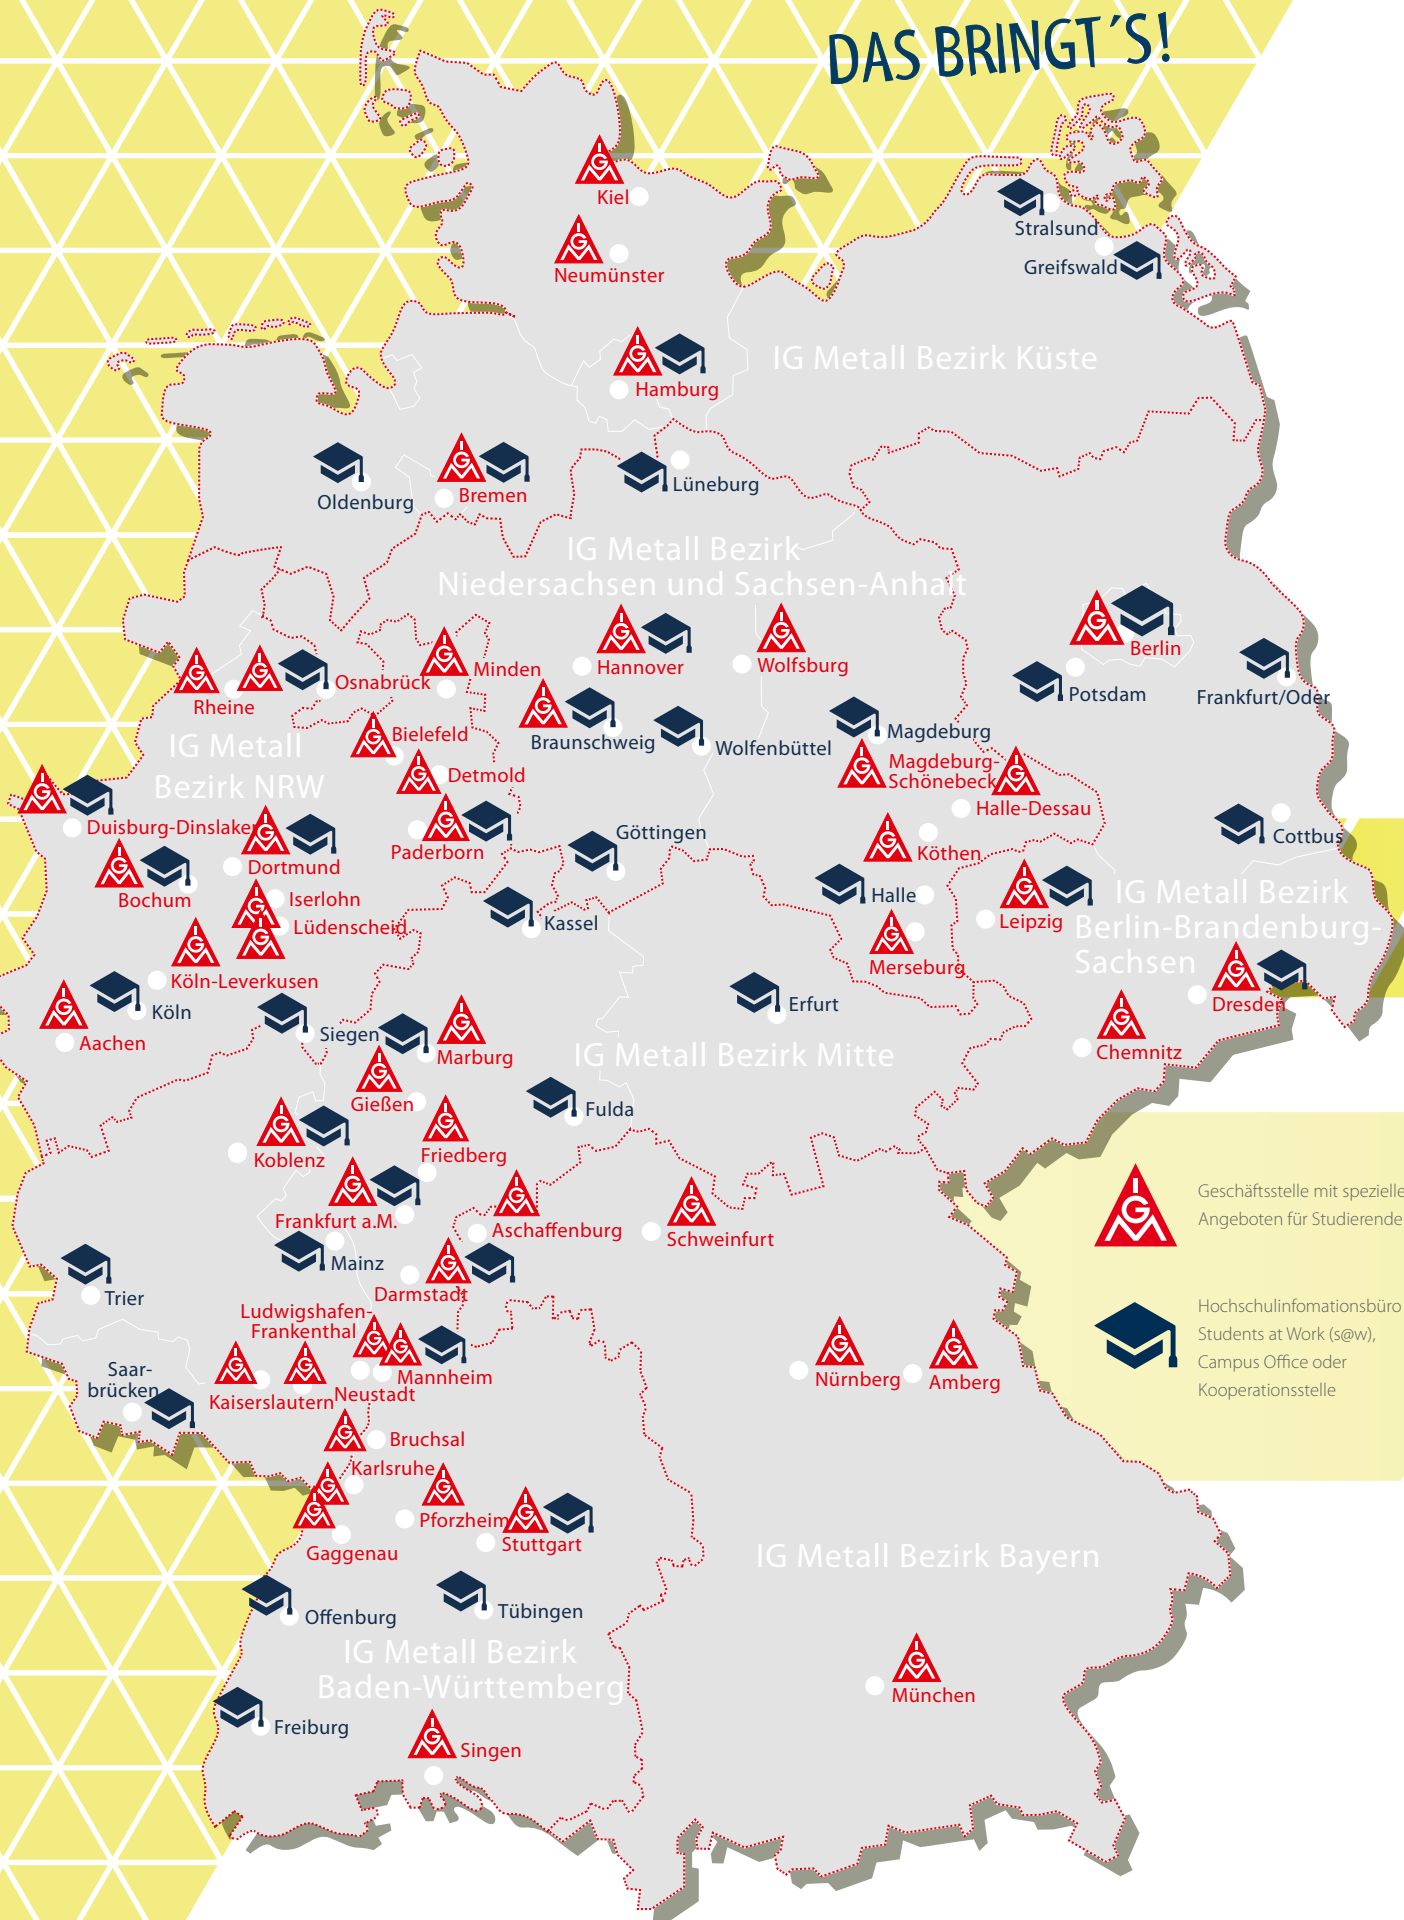 DAS BRINGT´S!
Kiel
Stralsund
Neumünster
Greifswald
IG Metall Bezirk Küste
Hamburg
Lüneburg
Bremen
Oldenburg
IG Metall Bezirk
Niedersachsen und Sachsen-Anhalt
Berlin
Hannover
Wolfsburg
Minden
Osnabrück
Potsdam
Frankfurt/Oder
Rheine
Bielefeld
Braunschweig
Wolfenbüttel
Magdeburg
IG Metall
Bezirk NRW
Magdeburg-
Schönebeck
Detmold
Halle-Dessau
Duisburg-Dinslaken
Göttingen
Cottbus
Paderborn
Köthen
Dortmund
Bochum
Iserlohn
Halle
IG Metall Bezirk
Berlin-Brandenburg-
Sachsen
Lüdenscheid
Kassel
Leipzig
Merseburg
Köln-Leverkusen
Dresden
Erfurt
Köln
Siegen
Aachen
Marburg
IG Metall Bezirk Mitte
Chemnitz
Gießen
Fulda
Friedberg
Koblenz
Geschäftsstelle mit spezielle
Angeboten für Studierende
Frankfurt a.M.
Aschaffenburg
Schweinfurt
Mainz
Darmstadt
Trier
Hochschulinfomationsbüro
Students at Work (s@w),
Campus Office oder
Kooperationsstelle
Ludwigshafen-
Frankenthal
Saar-
brücken
Mannheim
Nürnberg
Amberg
Neustadt
Kaiserslautern
Bruchsal
Karlsruhe
Pforzheim
Stuttgart
Gaggenau
IG Metall Bezirk Bayern
Offenburg
Tübingen
IG Metall Bezirk
Baden-Württemberg
München
Freiburg
Singen